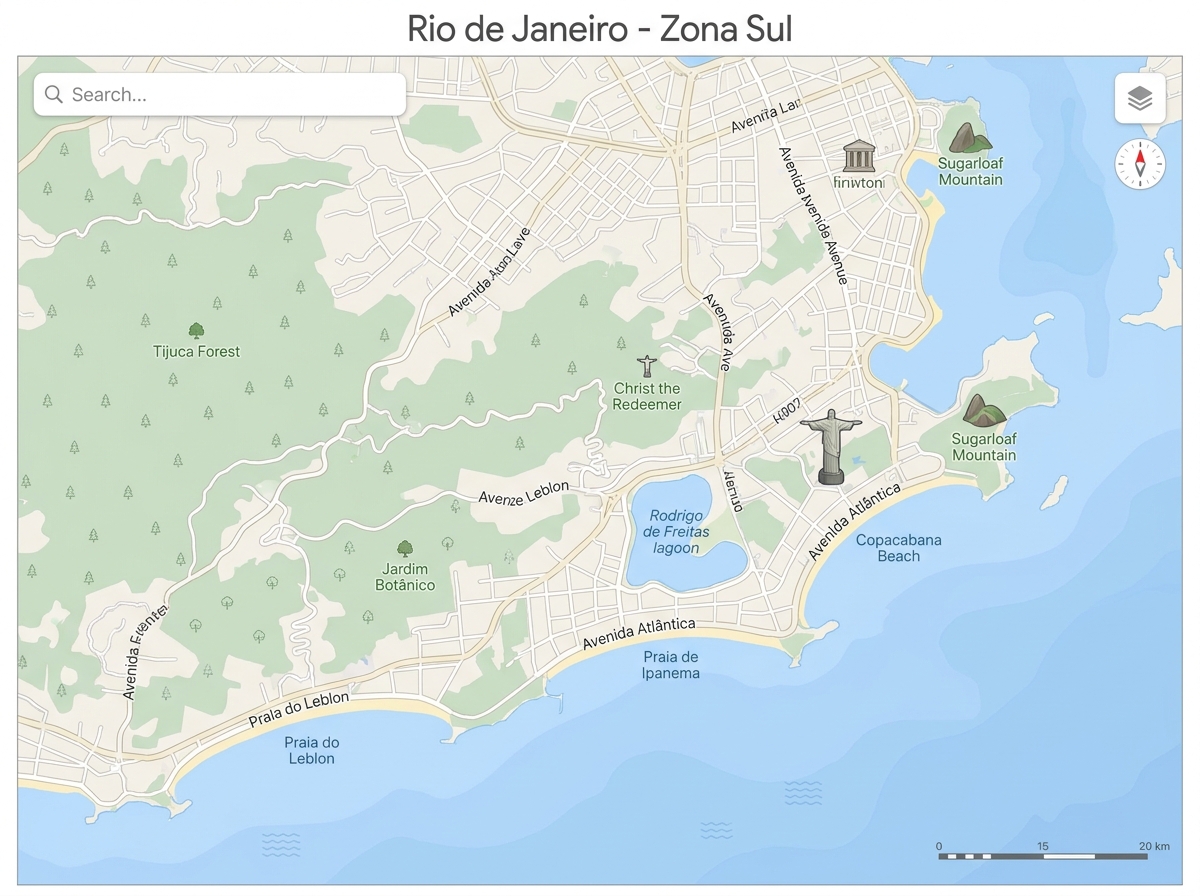 Rio de Janeiro - Zona Sul
Search...
Avenida
Sugarloaf
Mountain
Avenida Avenue
Avenida
Tijuca Forest
Ave
Christ the
Redeemer
Sugarloaf
Mountain
Avenze Leblon
Avenida Atlântica
Rodrigo
de Freitas
lagoon
Copacabana
Beach
Jardim
Botânico
Avenida
Avenida Atlântica
Praia de
Ipanema
Praia do Leblon
Praia do
Leblon
0 15 20 km